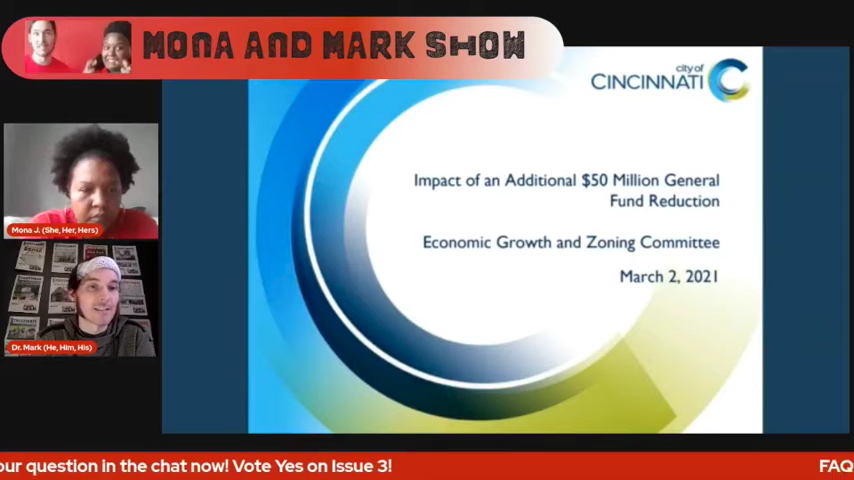 MONA AND MARK SHOW
city of
CINCINNATI
Impact of an Additional $50 Million General
Fund Reduction
Economic Growth and Zoning Committee
March 2, 2021
Mona J. (She, Her, Hers)
Dr. Mark (He, Him, His)
our question in the chat now! Vote Yes on Issue 3!
FAQ